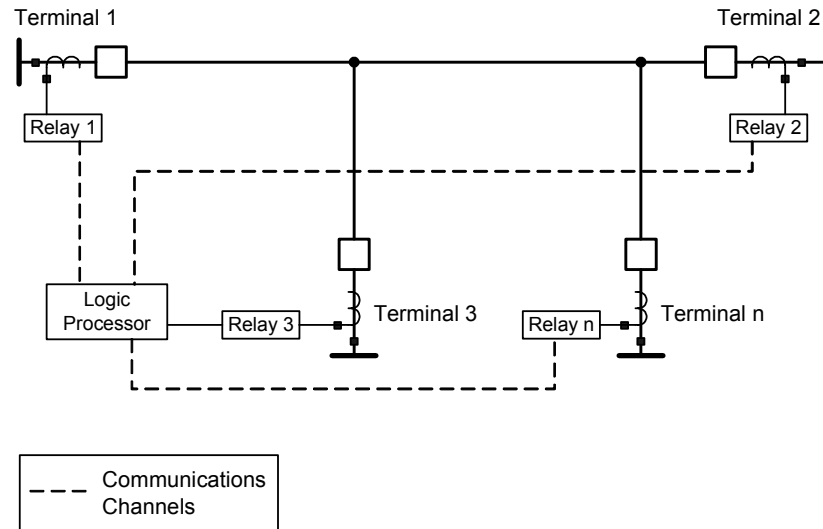 Terminal 1
Terminal 2
Relay 1
Relay 2
Logic
Processor
Relay 3
Terminal 3
Relay n
Terminal n
Communications
Channels